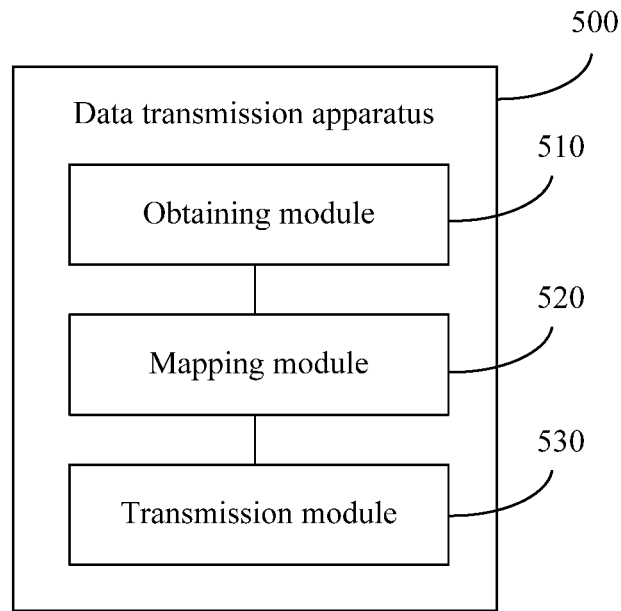 500
Data transmission apparatus
510
Obtaining module
520
Mapping module
530
Transmission module